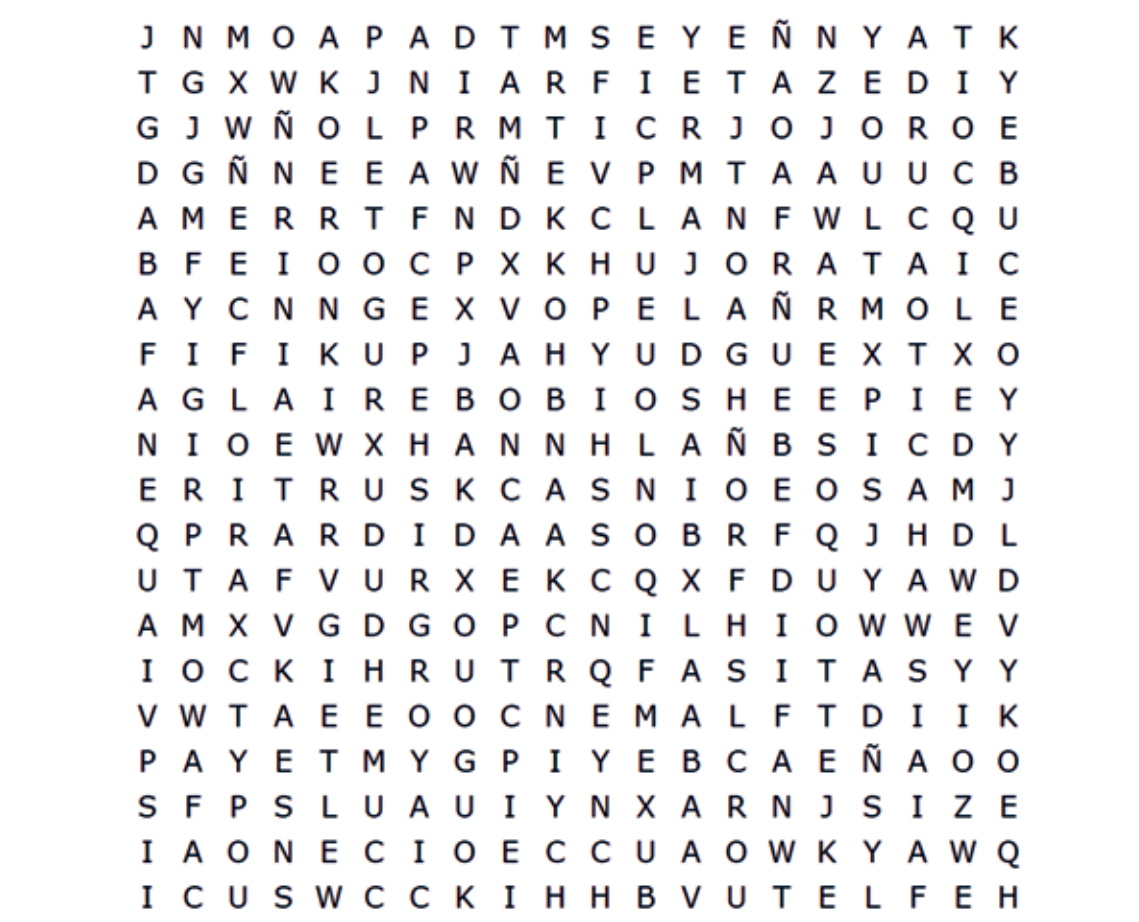 J N M O A P A D T M S E Y E Ñ N Y A T K
T G X W K J N I A R F I E T A Z E D I Y
G J W Ñ O L P R M T I C R J O J O R O E
D G Ñ N E E A W Ñ E V P M T A A U U C B
A M E R R T F N D K C L A N F W L C Q U
B F E I O O C P X K H U J O R A T A I C
A Y C N N G E X V O P E L A Ñ R M O L E
F I F I K U P J A H Y U D G U E X T X O
A G L A I R E B O B I O S H E E P I E Y
N I O E W X H A N N H L A Ñ B S I C D Y
E R I T R U S K C A S N I O E O S A M J
Q P R A R D I D A A S O B R F Q J H D L
U T A F V U R X E K C Q X F D U Y A W D
A M X V G D G O P C N I L H I O W W E V
I O C K I H R U T R Q F A S I T A S Y Y
V W T A E E O O C N E M A L F T D I I K
P A Y E T M Y G P I Y E B C A E Ñ A O O
S F P S L U A U I Y N X A R N J S I Z E
I A O N E C I O E C C U A O W K Y A W Q
I C U S W C C K I H H B V U T E L F E H